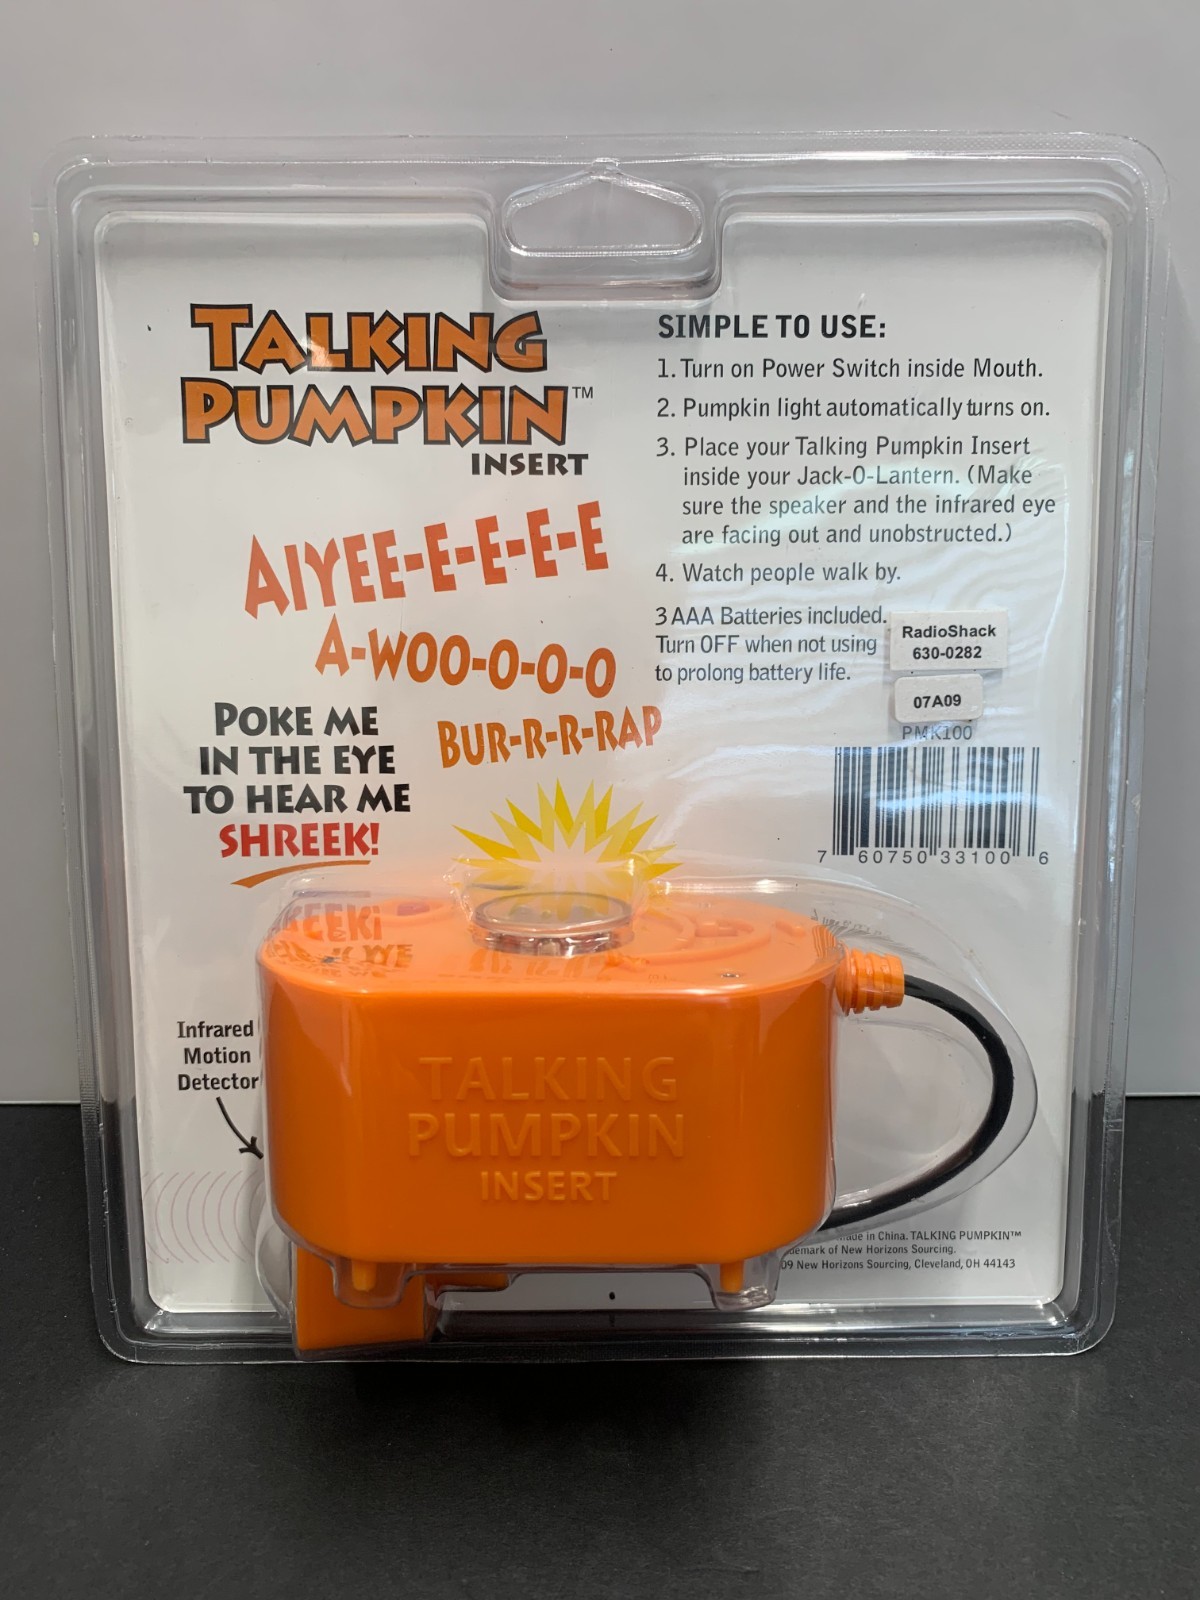 TALKING
PUMPKIN™
INSERT
AIYEE-E-E-E-E
A-WOO-O-O-O
BUR-R-R-RAP
POKE ME
IN THE EYE
TO HEAR ME
SHREEK!
SIMPLE TO USE:
1. Turn on Power Switch inside Mouth.
2. Pumpkin light automatically turns on.
3. Place your Talking Pumpkin Insert
inside your Jack-O-Lantern. (Make
sure the speaker and the infrared eye
are facing out and unobstructed.)
4. Watch people walk by.
3 AAA Batteries included.
Turn OFF when not using
to prolong battery life.
RadioShack
630-0282
07A09
PMK100
7 60750 33100 6
Infrared
Motion
Detector
TALKING
PUMPKIN
INSERT
in China. TALKING PUMPKIN™
of New Horizons Sourcing.
09 New Horizons Sourcing, Cleveland, OH 44143